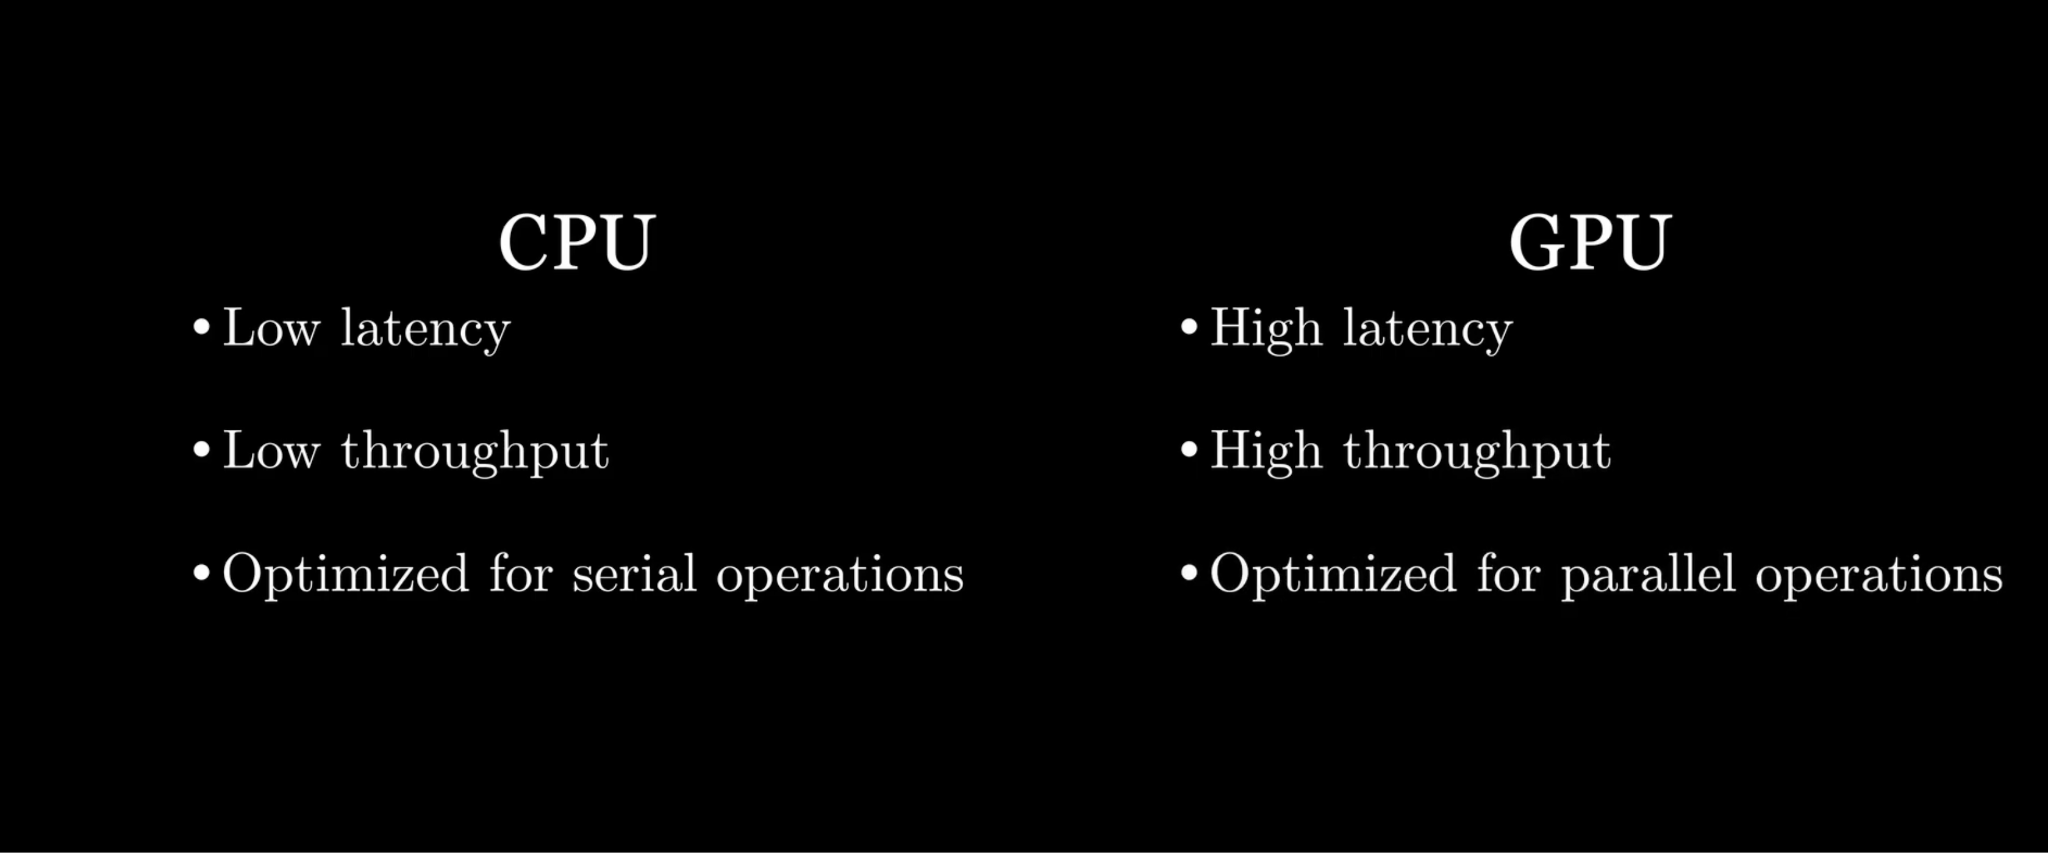 CPU
• Low latency
• Low throughput
• Optimized for serial operations
GPU
• High latency
• High throughput
• Optimized for parallel operations